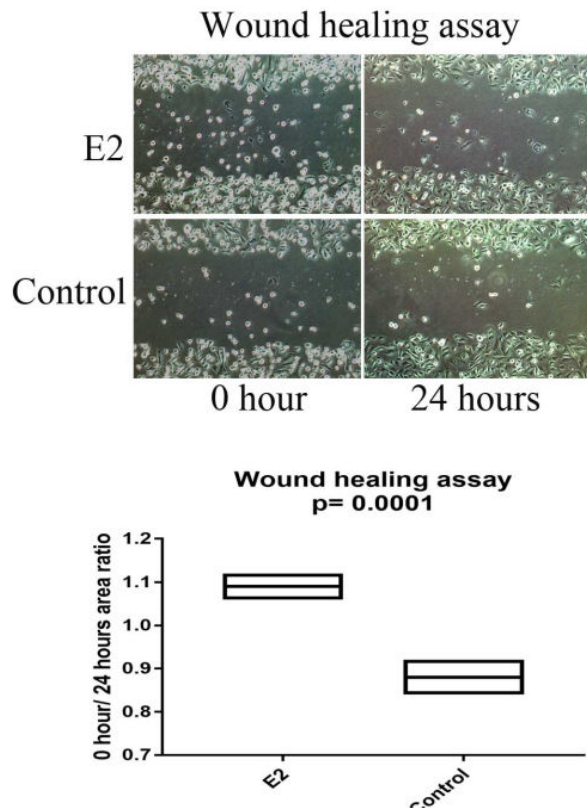 Wound healing assay
E2
Control
0 hour
24 hours
Wound healing assay
p= 0.0001
0 hour/ 24 hours area ratio
1.2
1.1
1.0
0.9
0.8
0.7
E2
Control